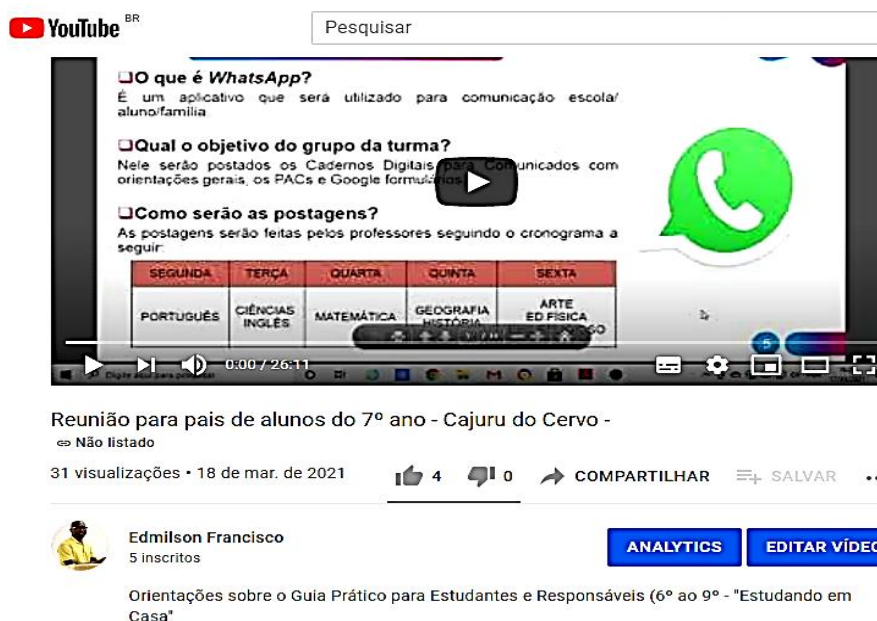 YouTube BR
Pesquisar
❑O que é WhatsApp?
É um aplicativo que será utilizado para comunicação escola/
aluno/família
❑Qual o objetivo do grupo da turma?
Nele serão postados os Cadernos Digitais para Comunicados com
orientações gerais, os PACs e Google formulários
❑Como serão as postagens?
As postagens serão feitas pelos professores seguindo o cronograma a
seguir:
SEGUNDA TERÇA QUARTA QUINTA SEXTA
PORTUGUÊS CIÊNCIAS INGLÊS MATEMÁTICA GEOGRAFIA HISTÓRIA ARTE ED FÍSICA
5
0:00 / 26:11
Digite aqui para pesquisar
Reunião para pais de alunos do 7º ano - Cajuru do Cervo -
Não listado
31 visualizações • 18 de mar. de 2021 4 0 COMPARTILHAR SALVAR
Edmilson Francisco
5 inscritos
ANALYTICS EDITAR VÍDEO
Orientações sobre o Guia Prático para Estudantes e Responsáveis (6º ao 9º - "Estudando em
Casa"